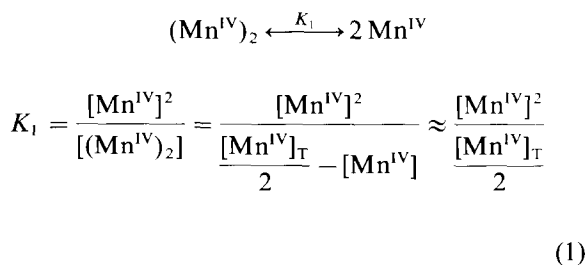 (Mn^IV)_2 ⟷^{K_1} 2 Mn^IV
K_1 = [Mn^IV]^2 / [(Mn^IV)_2] = [Mn^IV]^2 / ([Mn^IV]_T / 2 − [Mn^IV]) ≈ [Mn^IV]^2 / ([Mn^IV]_T / 2)
(1)